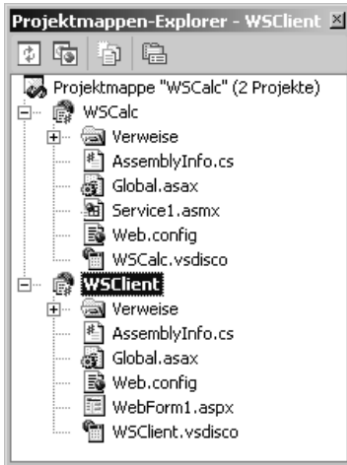 Projektmappen-Explorer - WSClient
Projektmappe "WSCalc" (2 Projekte)
WSCalc
Verweise
AssemblyInfo.cs
Global.asax
Service1.asmx
Web.config
WSCalc.vsdisco
WSClient
Verweise
AssemblyInfo.cs
Global.asax
Web.config
WebForm1.aspx
WSClient.vsdisco